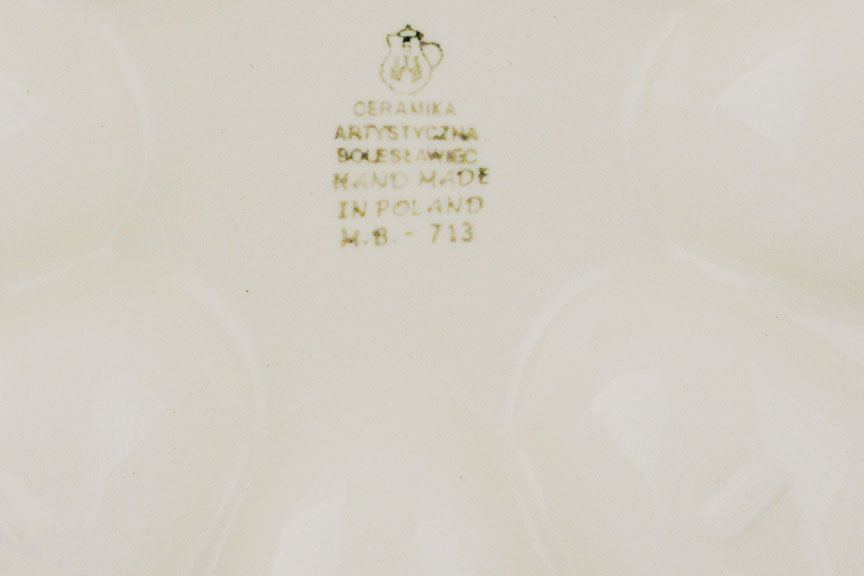 CERAMIKA
ARTYSTYCZNA
BOLESŁAWIEC
HAND MADE
IN POLAND
M.B. - 713